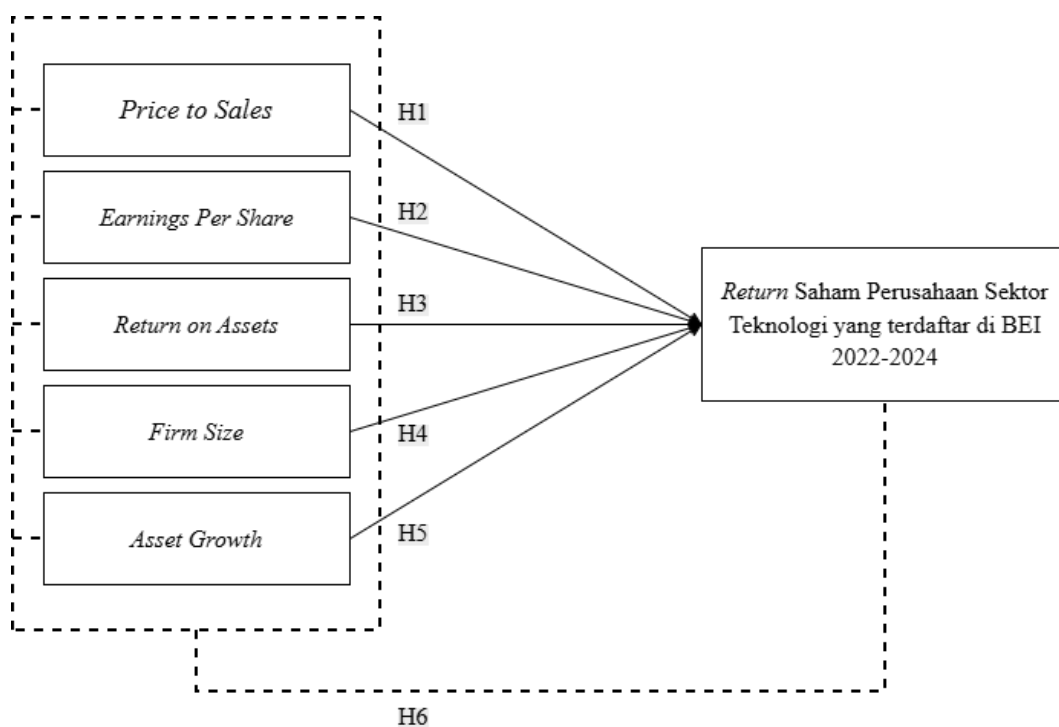 Price to Sales
H1
Earnings Per Share
H2
Return on Assets
H3
Firm Size
H4
Asset Growth
H5
Return Saham Perusahaan Sektor
Teknologi yang terdaftar di BEI
2022-2024
H6